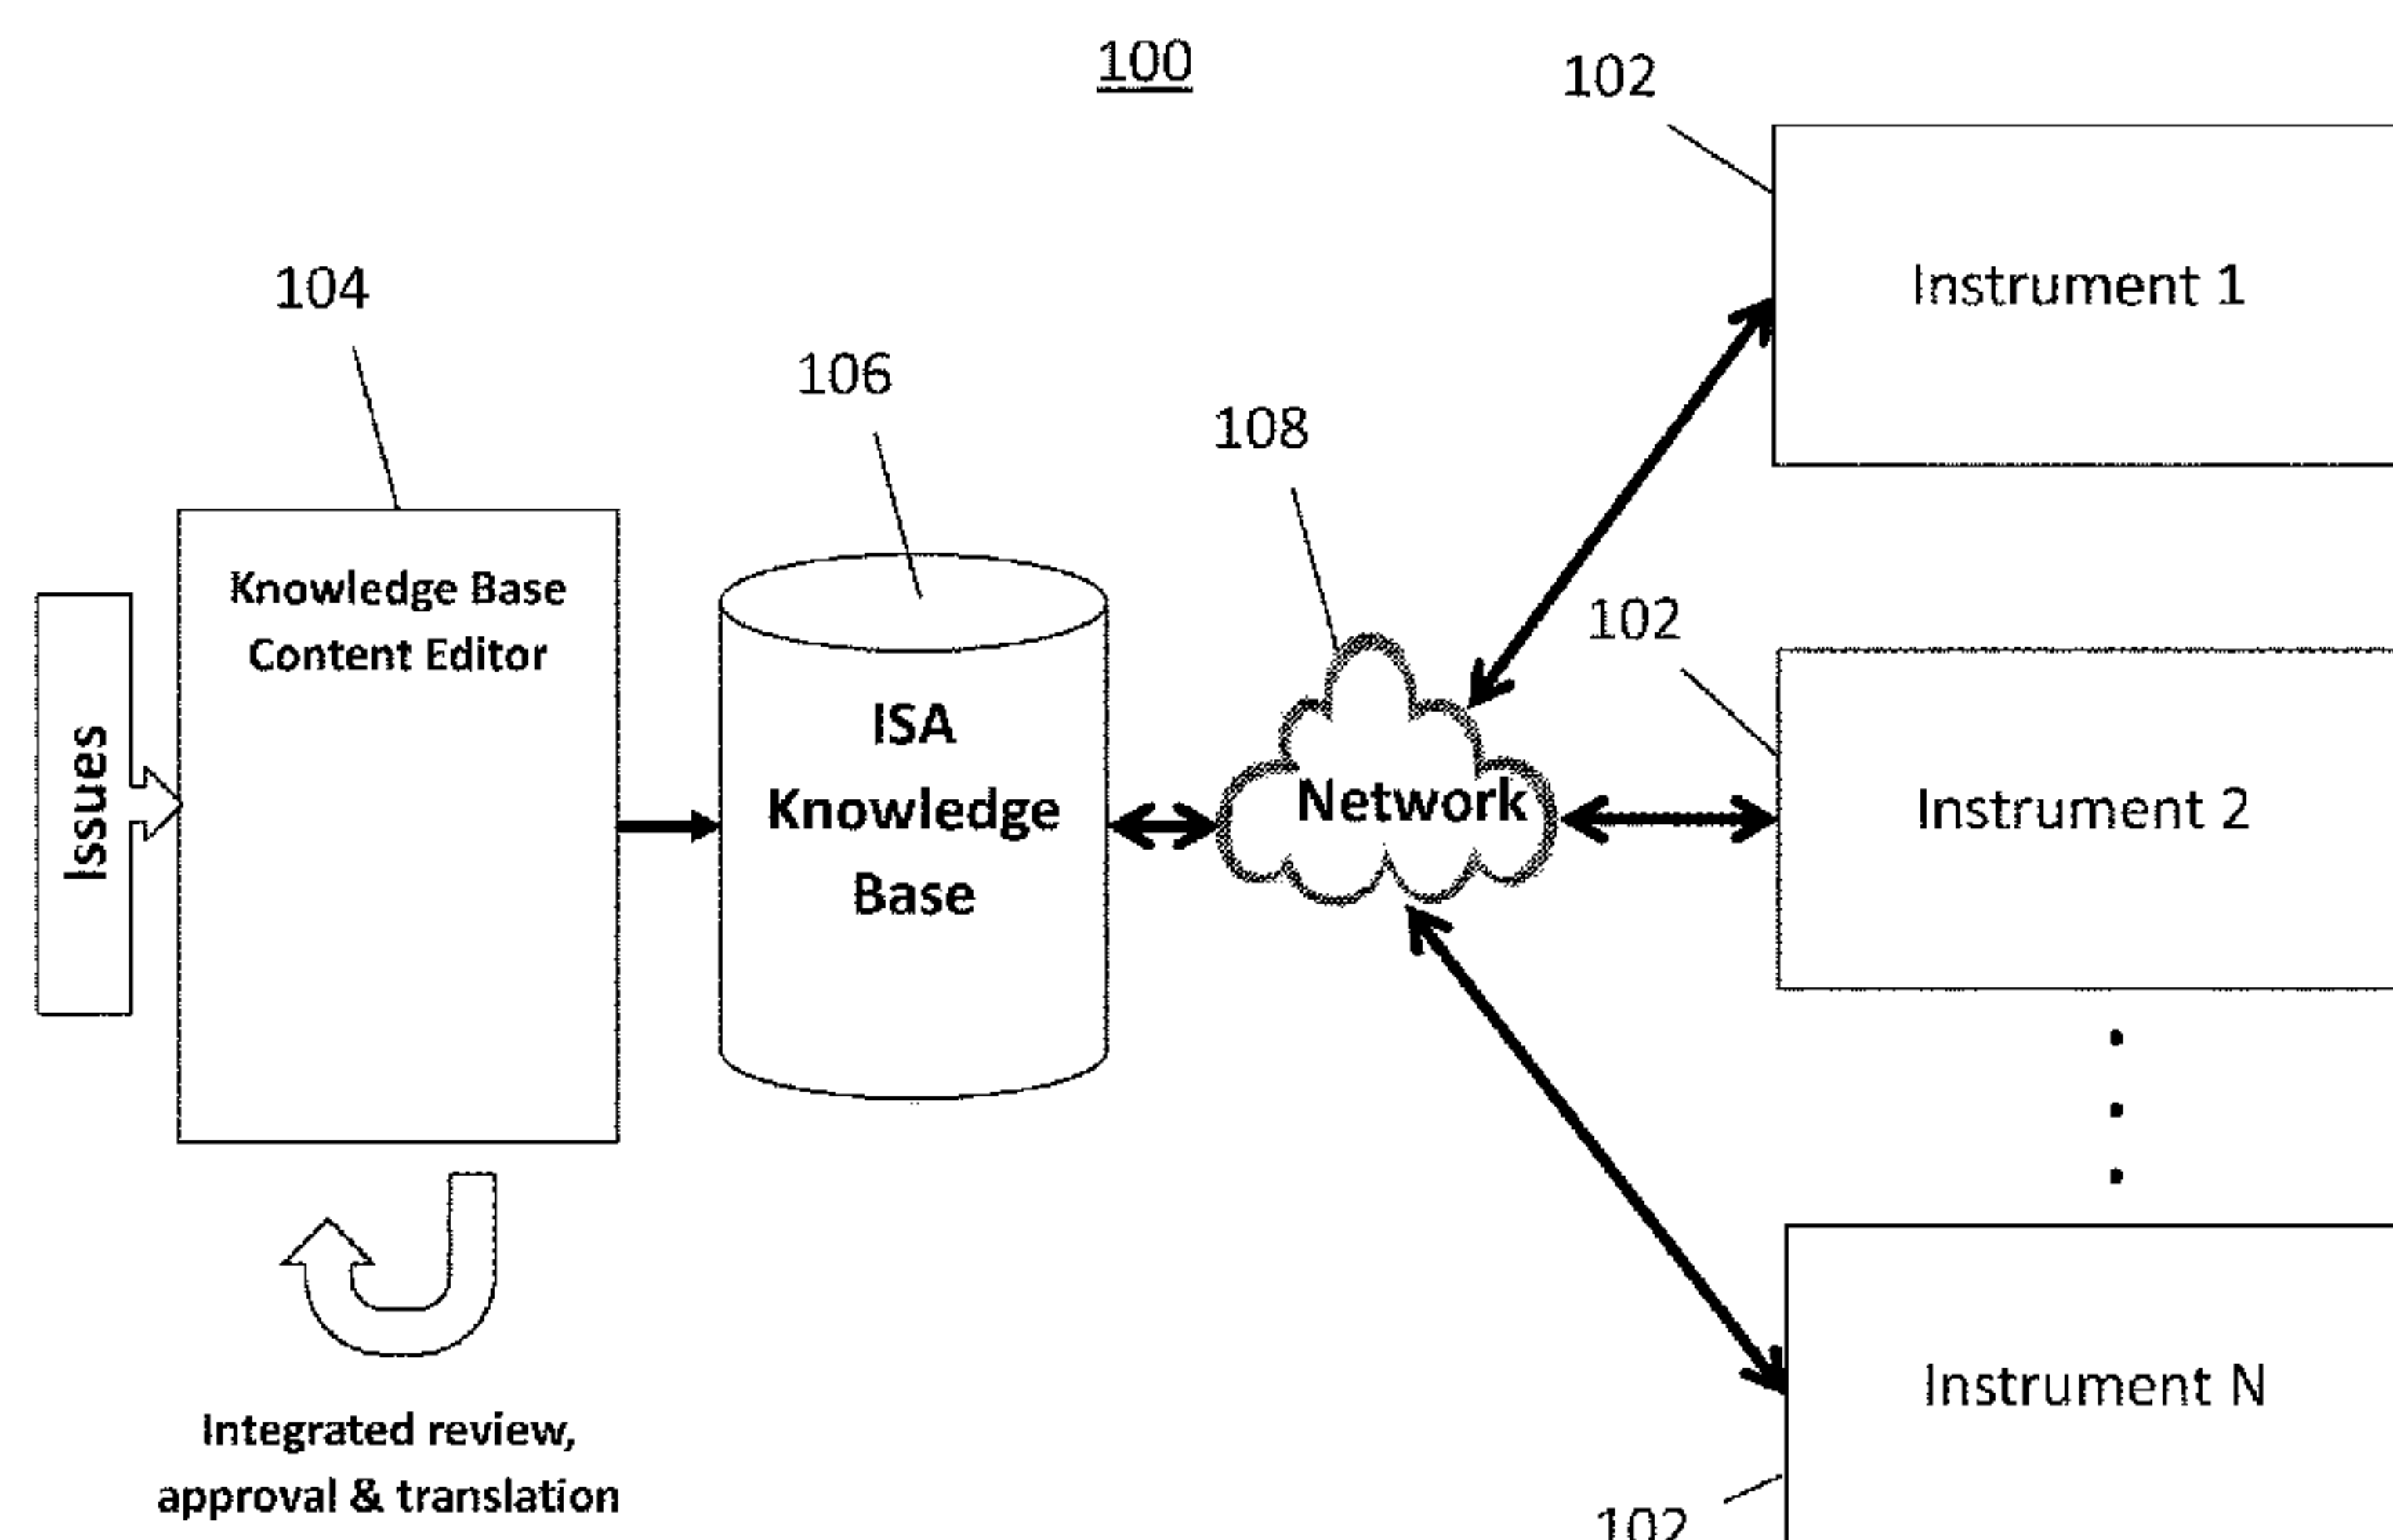 100
102
Instrument 1
104
106
108
Knowledge Base
Content Editor
102
Issues
ISA
Knowledge
Base
Network
Instrument 2
Instrument N
Integrated review,
approval & translation
102